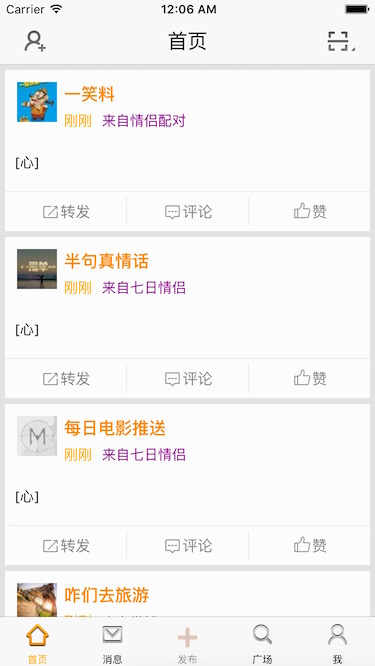 Carrier 12:06 AM
首页
一笑料
刚刚 来自情侣配对
[心]
转发 评论 赞
半句真情话
刚刚 来自七日情侣
[心]
转发 评论 赞
M
每日电影推送
刚刚 来自七日情侣
[心]
转发 评论 赞
咋们去旅游
首页 消息 发布 广场 我